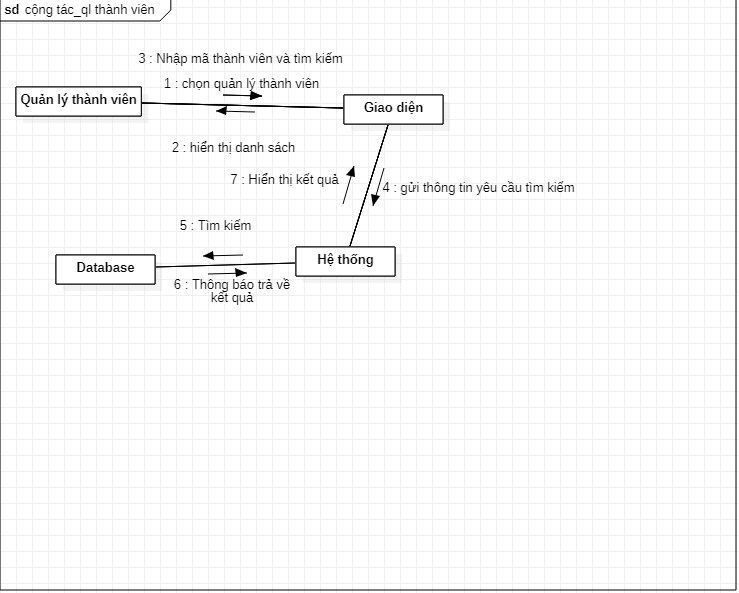 sd cộng tác_ql thành viên
3 : Nhập mã thành viên và tìm kiếm
1 : chọn quản lý thành viên
Quản lý thành viên
Giao diện
2 : hiển thị danh sách
7 : Hiển thị kết quả
4 : gửi thông tin yêu cầu tìm kiếm
5 : Tìm kiếm
Hệ thống
Database
6 : Thông báo trả về
kết quả